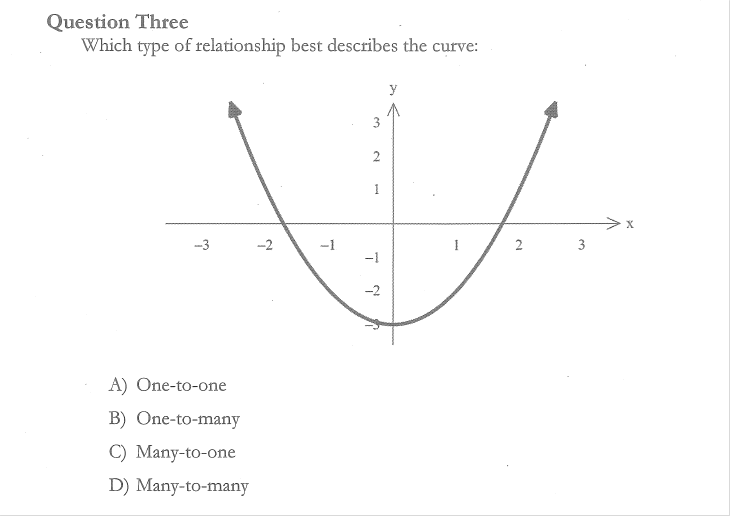 Question Three
Which type of relationship best describes the curve:
y
3
2
1
x
–3 –2 –1 1 2 3
–1
–2
–3
A) One-to-one
B) One-to-many
C) Many-to-one
D) Many-to-many